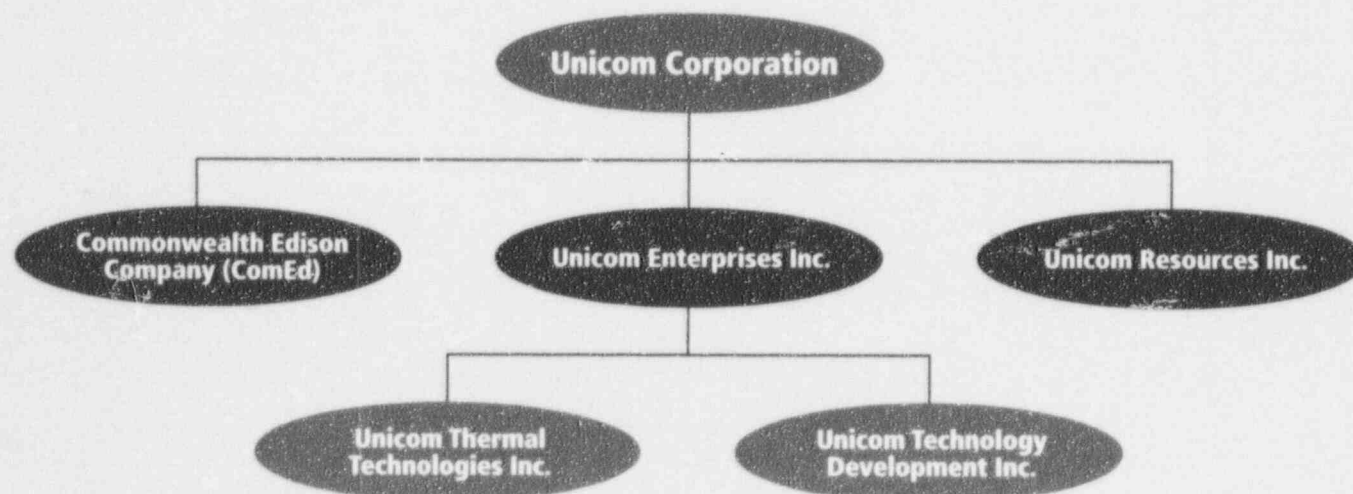 Unicom Corporation
Commonwealth Edison
Company (ComEd)
Unicom Enterprises Inc.
Unicom Resources Inc.
Unicom Thermal
Technologies Inc.
Unicom Technology
Development Inc.